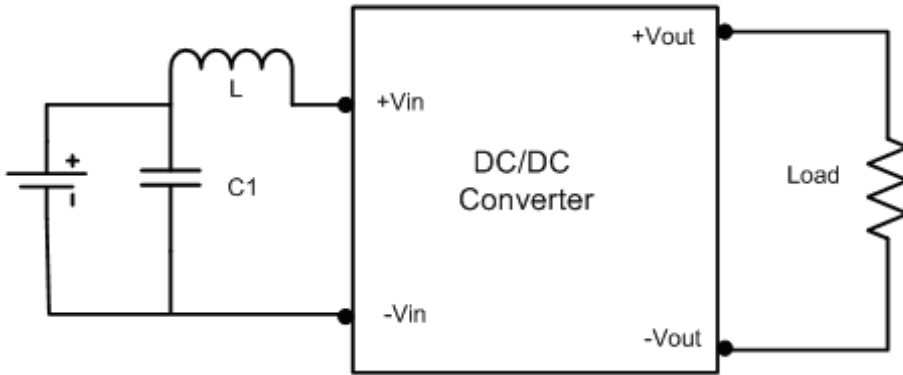 +Vout
L
+Vin
DC/DC
Converter
+
-
C1
Load
-Vin
-Vout